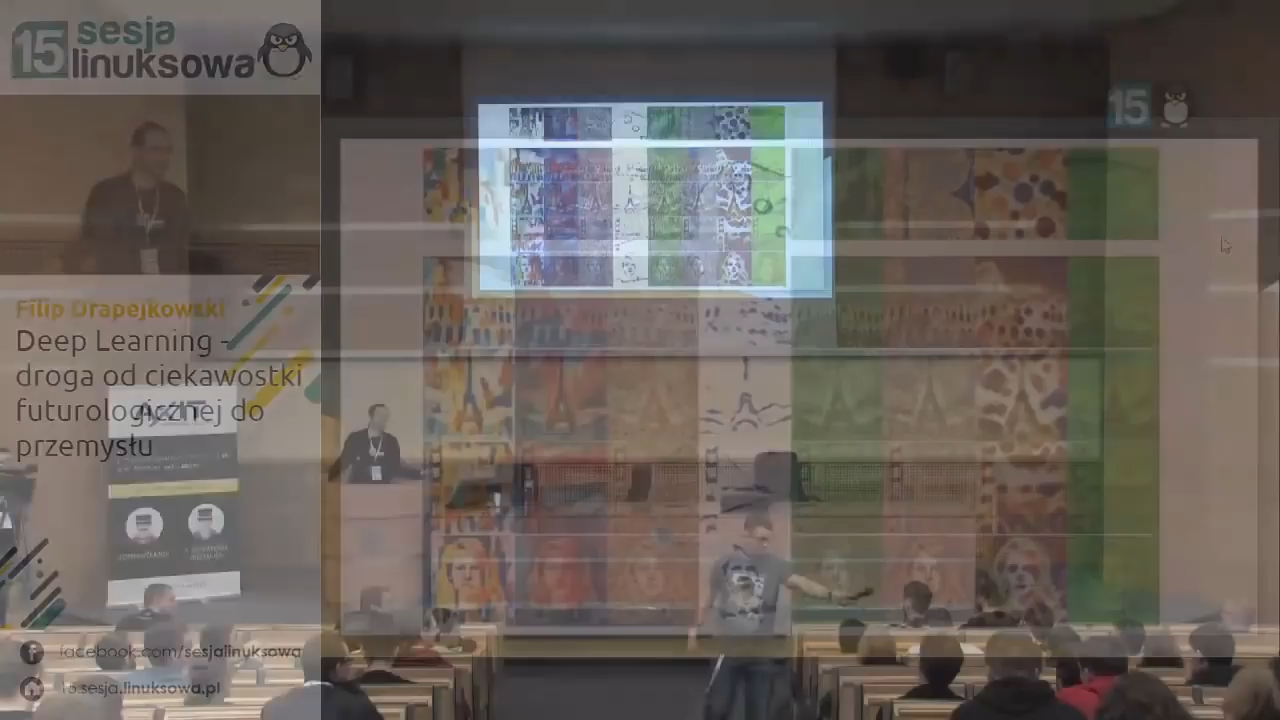 15 sesja
linuksowa
15
Filip Drapejkowski
Deep Learning -
droga od ciekawostki
futurologicznej do
przemysłu
facebook.com/sesjalinuksowa
15.sesja.linuksowa.pl